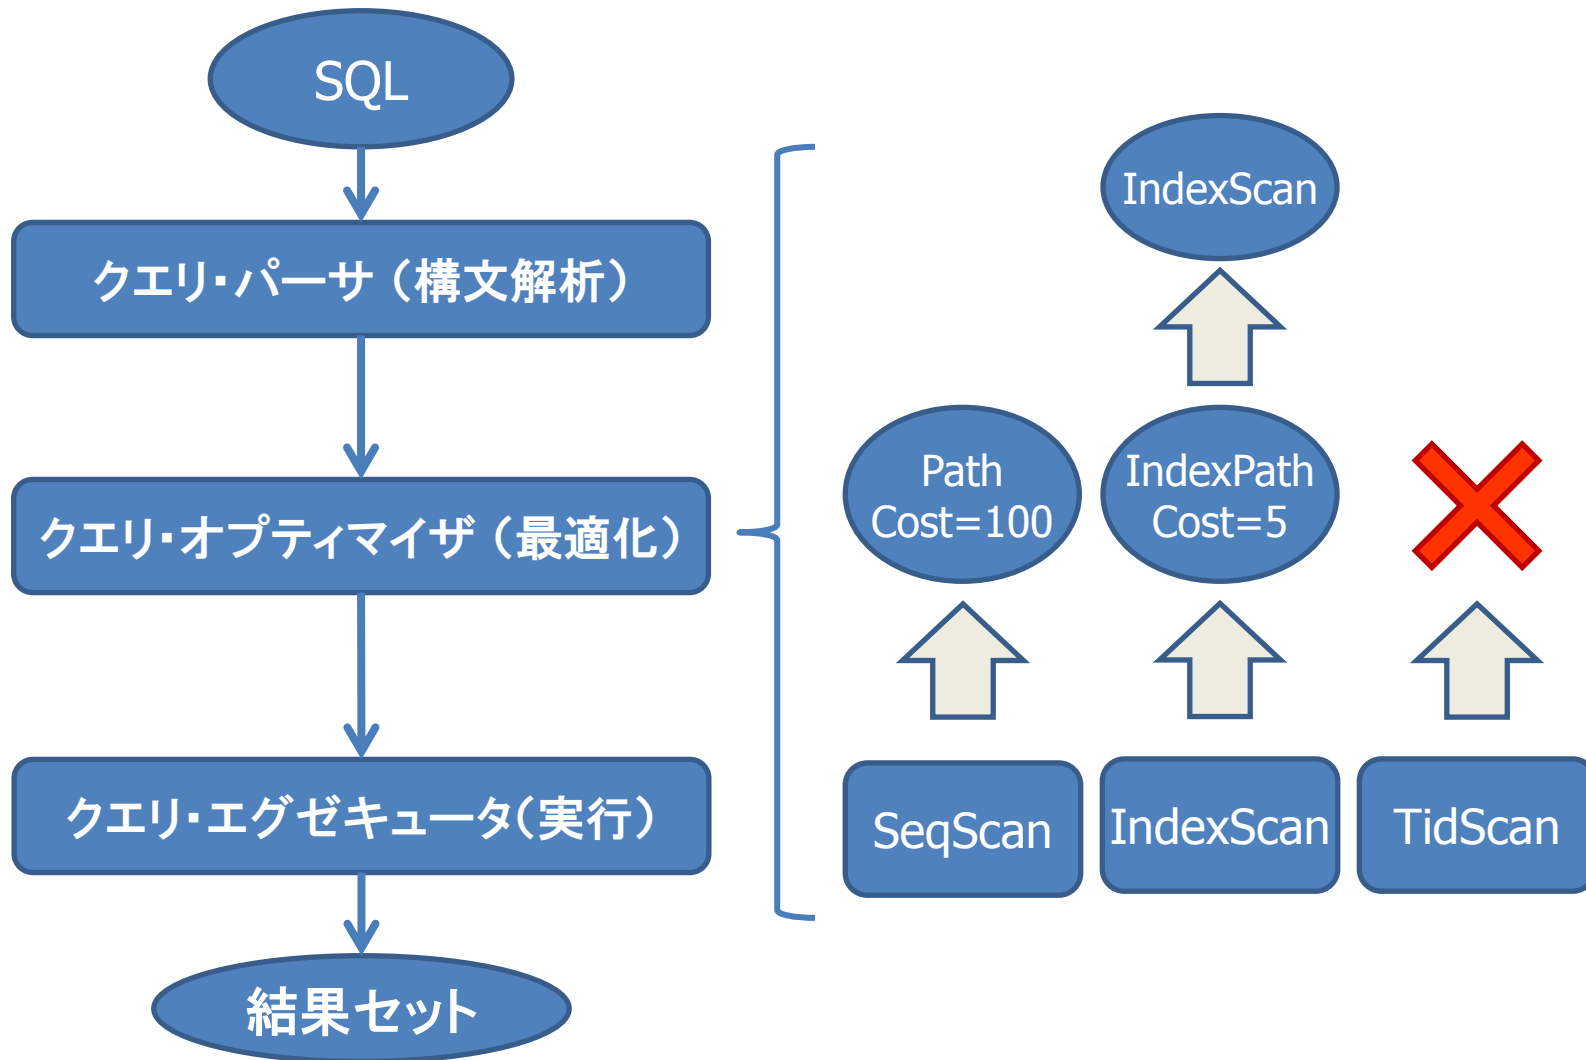 SQL
クエリ・パーサ（構文解析）
クエリ・オプティマイザ（最適化）
クエリ・エグゼキュータ（実行）
結果セット
IndexScan
Path
Cost=100
IndexPath
Cost=5
SeqScan
IndexScan
TidScan